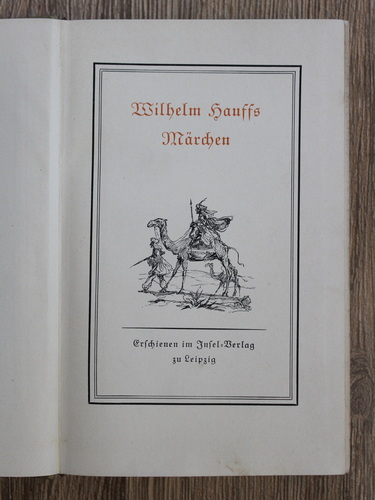 Wilhelm Hauffs
Märchen
Erschienen im Insel-Verlag
zu Leipzig